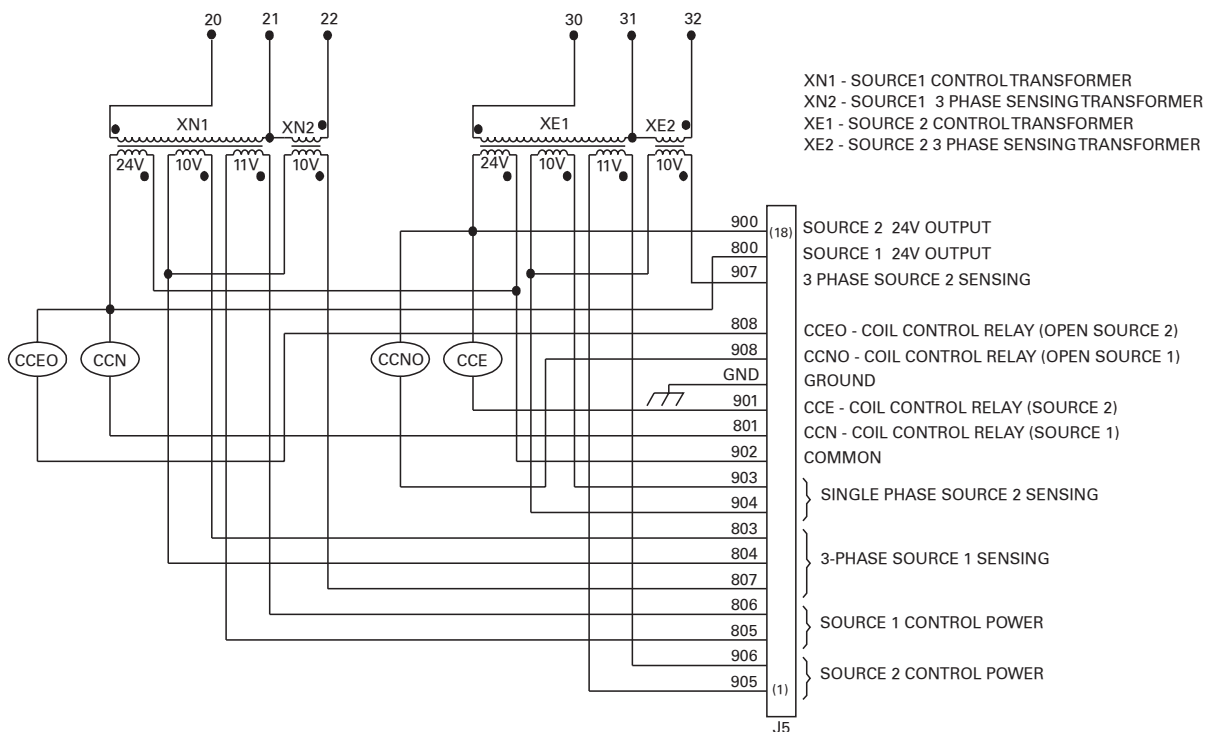 20 21 22 30 31 32
XN1 - SOURCE1 CONTROL TRANSFORMER
XN2 - SOURCE1 3 PHASE SENSING TRANSFORMER
XE1 - SOURCE 2 CONTROL TRANSFORMER
XE2 - SOURCE 2 3 PHASE SENSING TRANSFORMER
XN1 XN2 XE1 XE2
24V 10V 11V 10V 24V 10V 11V 10V
900 (18) SOURCE 2 24V OUTPUT
800 SOURCE 1 24V OUTPUT
907 3 PHASE SOURCE 2 SENSING
808 CCEO - COIL CONTROL RELAY (OPEN SOURCE 2)
CCEO CCN CCNO CCE
908 CCNO - COIL CONTROL RELAY (OPEN SOURCE 1)
GND GROUND
901 CCE - COIL CONTROL RELAY (SOURCE 2)
801 CCN - COIL CONTROL RELAY (SOURCE 1)
902 COMMON
903
SINGLE PHASE SOURCE 2 SENSING
904
803
804 3-PHASE SOURCE 1 SENSING
807
806
SOURCE 1 CONTROL POWER
805
906
SOURCE 2 CONTROL POWER
905 (1)
J5